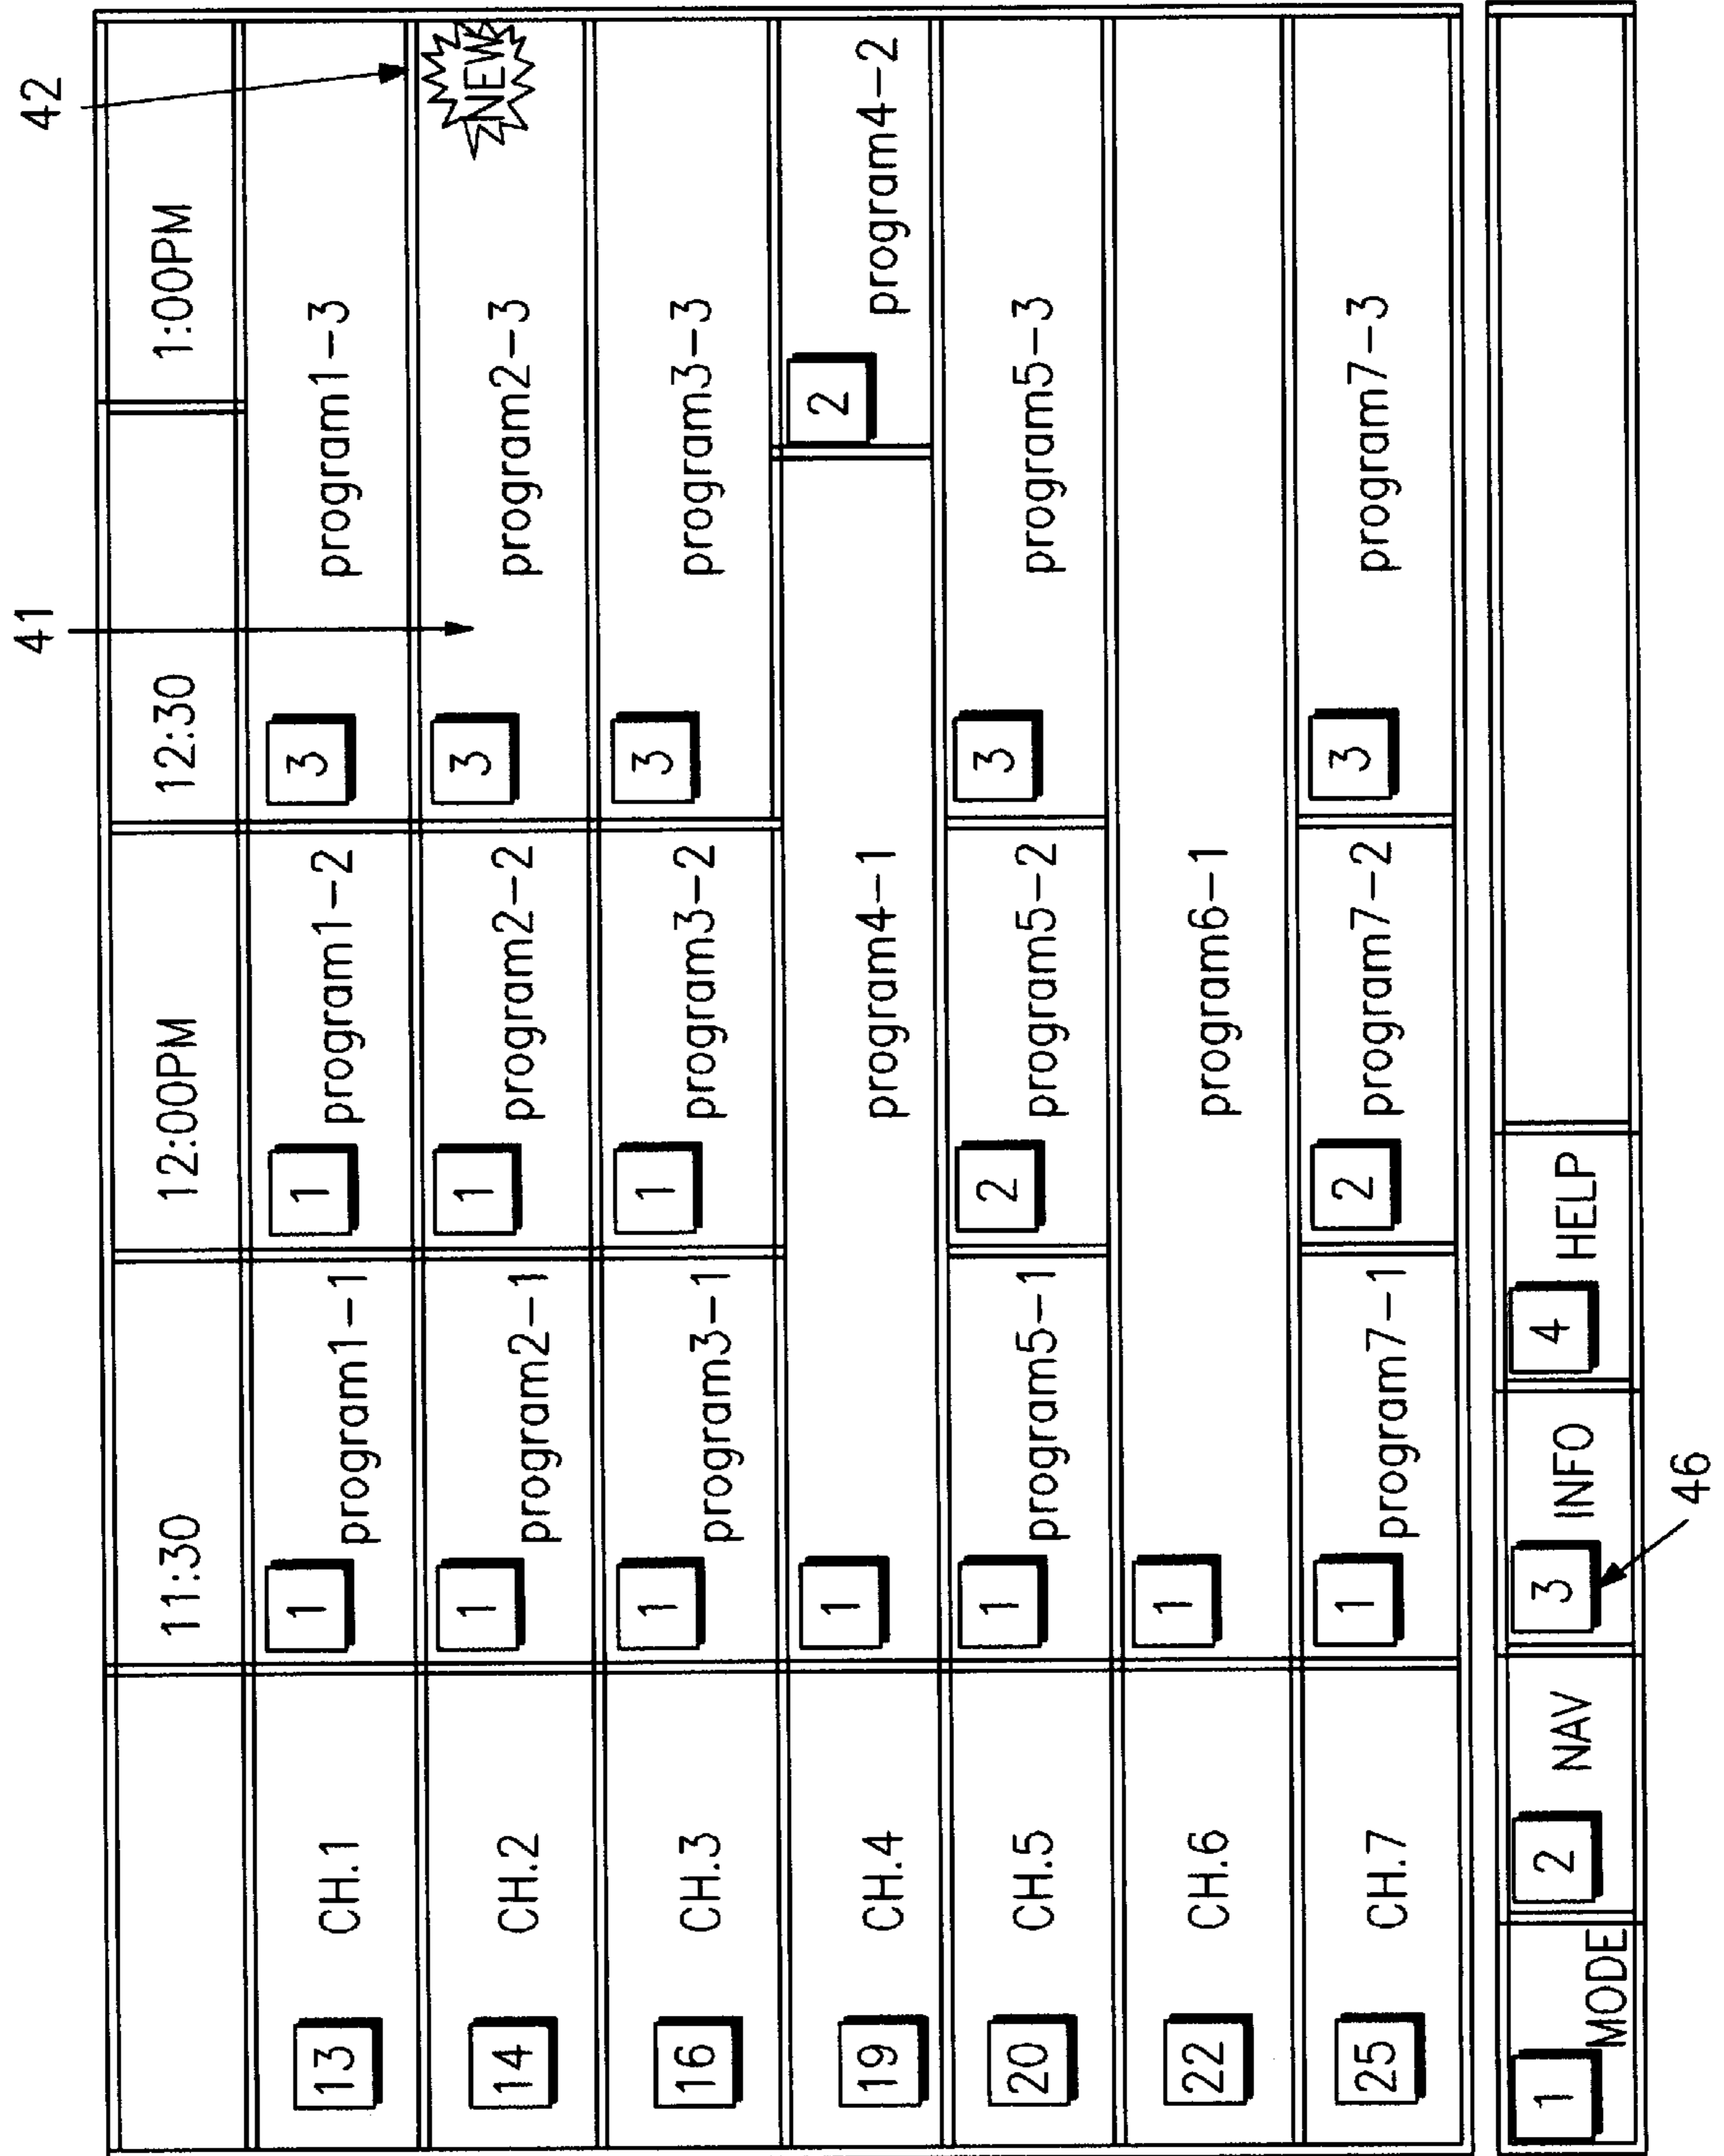 42
41
11:30 12:00PM 12:30 1:00PM
13 CH.1 1 program1-1 1 program1-2 3 program1-3
14 CH.2 1 program2-1 1 program2-2 3 program2-3 NEW
16 CH.3 1 program3-1 1 program3-2 3 program3-3
19 CH.4 1 program4-1 2 program4-2
20 CH.5 1 program5-1 2 program5-2 3 program5-3
22 CH.6 1 program6-1
25 CH.7 1 program7-1 2 program7-2 3 program7-3
1 MODE 2 NAV 3 INFO 4 HELP
46